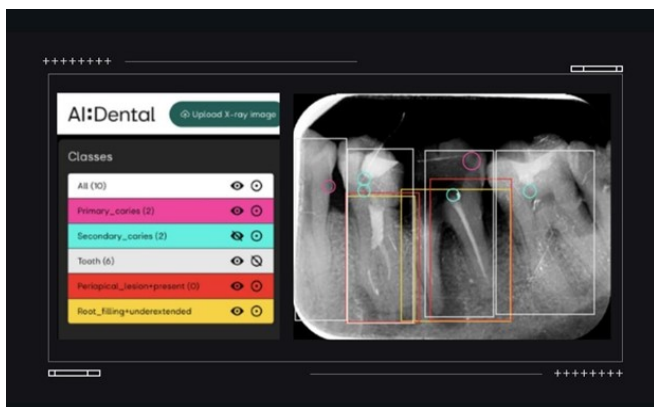 AI:Dental
Upload X-ray image
Classes
All (10)
Primary_caries (2)
Secondary_caries (2)
Tooth (6)
Periapical_lesion+present (0)
Root_filling+underextended